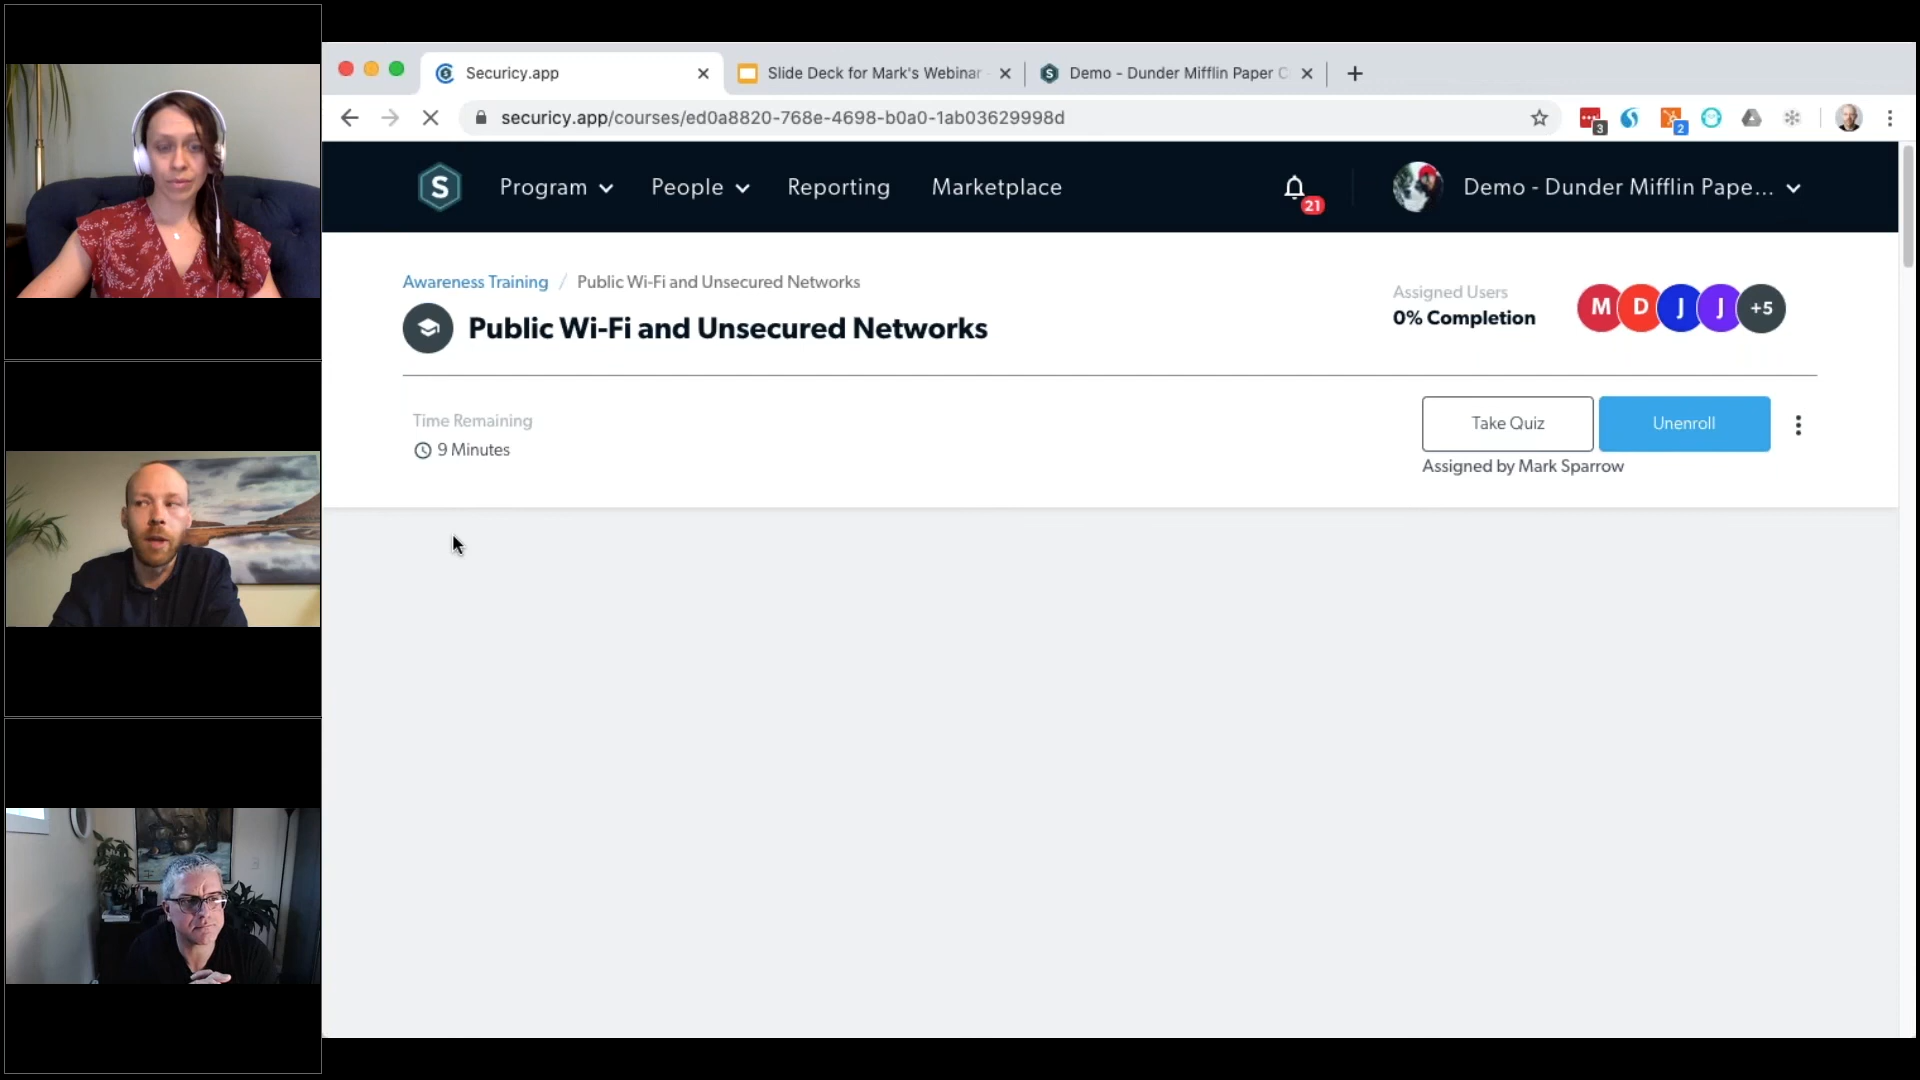 Securicy.app
Slide Deck for Mark's Webinar
Demo - Dunder Mifflin Paper C
securicy.app/courses/ed0a8820-768e-4698-b0a0-1ab03629998d
3
2
S
Program
People
Reporting
Marketplace
21
Demo - Dunder Mifflin Pape...
Awareness Training / Public Wi-Fi and Unsecured Networks
Public Wi-Fi and Unsecured Networks
Assigned Users
0% Completion
M D J J +5
Time Remaining
9 Minutes
Take Quiz
Unenroll
Assigned by Mark Sparrow